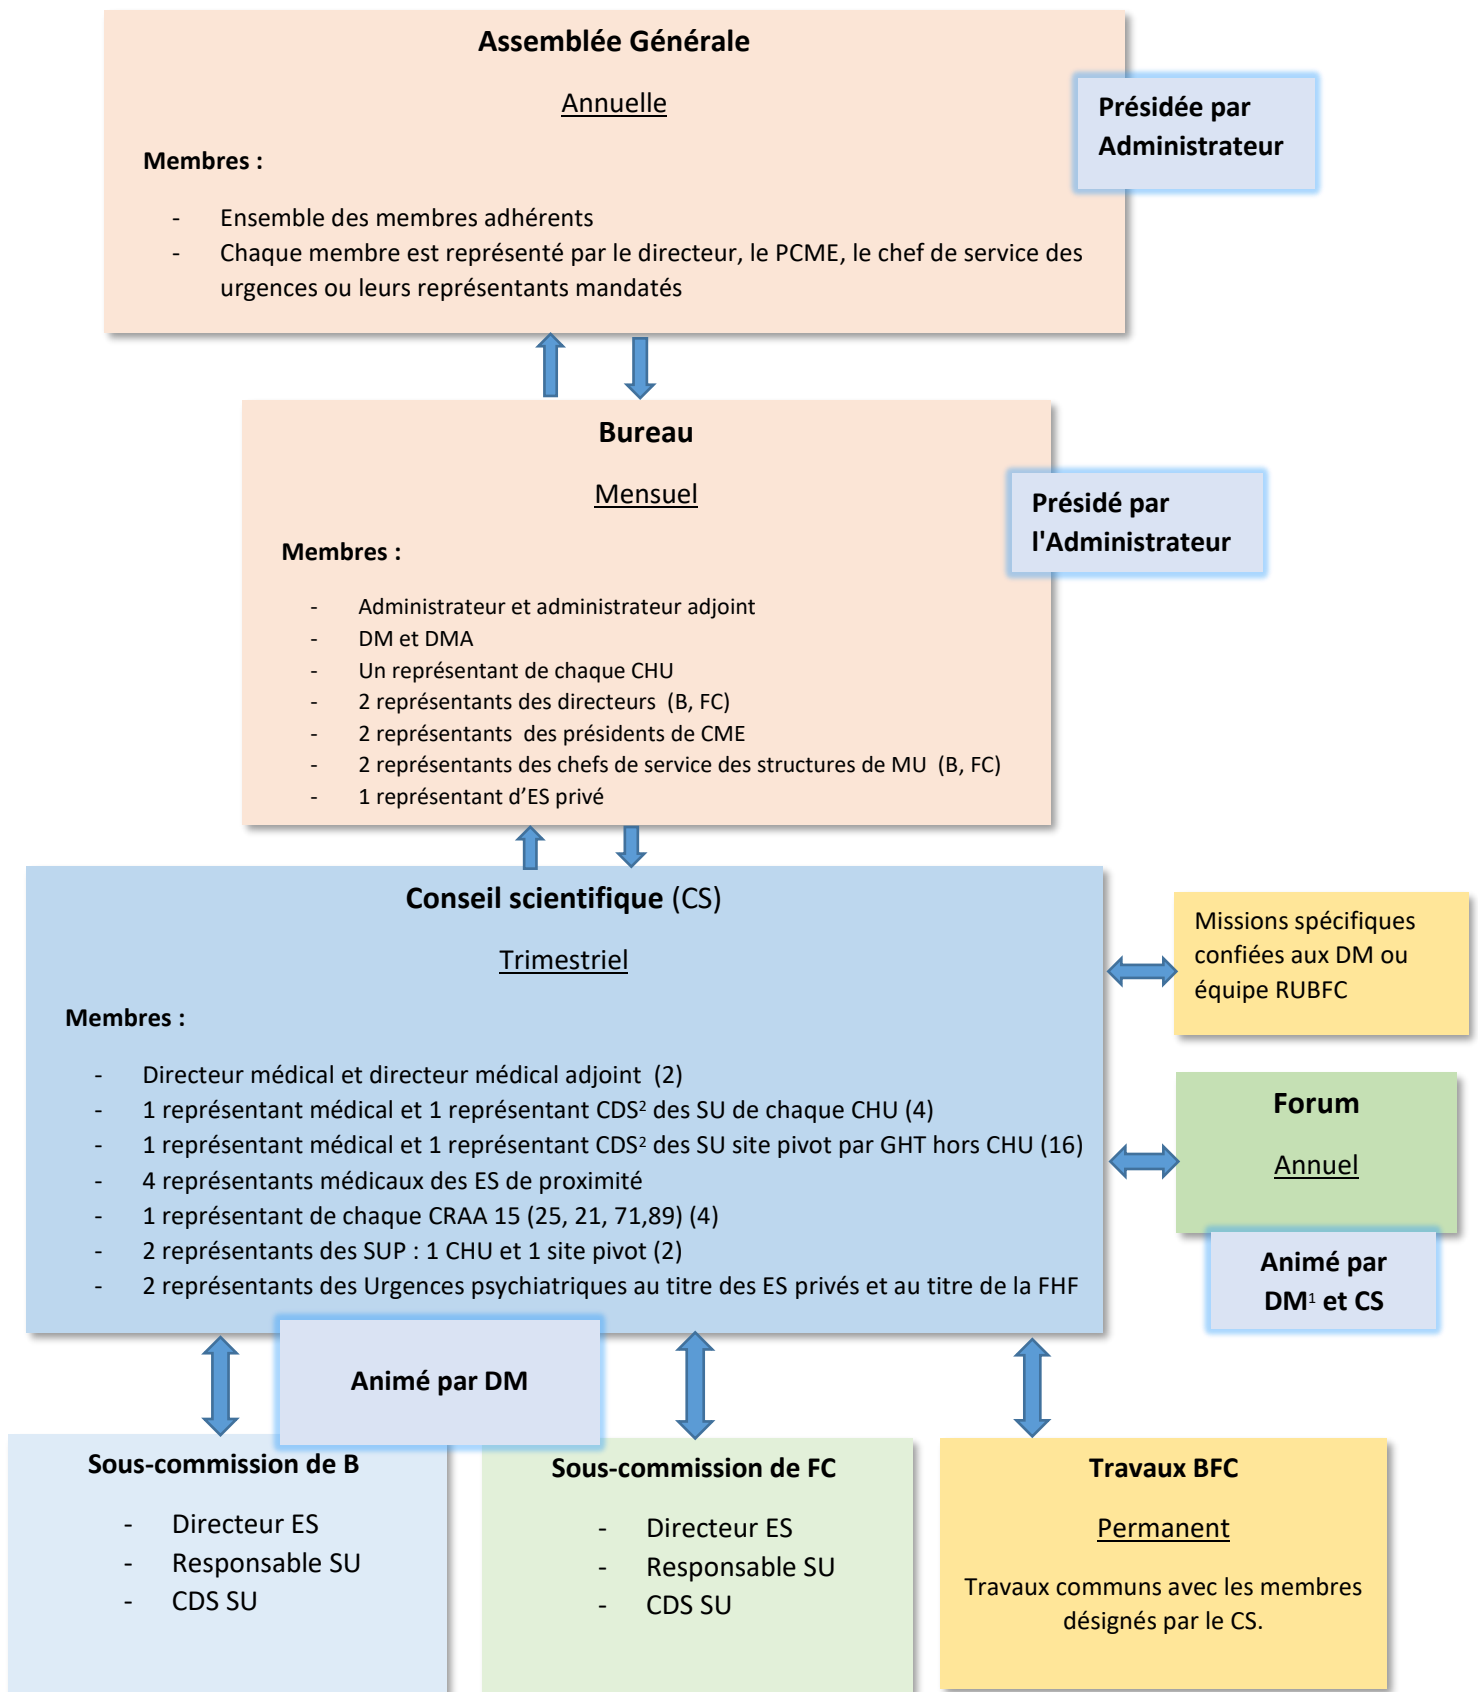 Assemblée Générale
Annuelle
Présidée par
Administrateur
Membres :
- Ensemble des membres adhérents
- Chaque membre est représenté par le directeur, le PCME, le chef de service des
urgences ou leurs représentants mandatés
Bureau
Mensuel
Présidé par
l'Administrateur
Membres :
- Administrateur et administrateur adjoint
- DM et DMA
- Un représentant de chaque CHU
- 2 représentants des directeurs (B, FC)
- 2 représentants des présidents de CME
- 2 représentants des chefs de service des structures de MU (B, FC)
- 1 représentant d’ES privé
Conseil scientifique (CS)
Trimestriel
Membres :
- Directeur médical et directeur médical adjoint (2)
- 1 représentant médical et 1 représentant CDS² des SU de chaque CHU (4)
- 1 représentant médical et 1 représentant CDS² des SU site pivot par GHT hors CHU (16)
- 4 représentants médicaux des ES de proximité
- 1 représentant de chaque CRAA 15 (25, 21, 71,89) (4)
- 2 représentants des SUP : 1 CHU et 1 site pivot (2)
- 2 représentants des Urgences psychiatriques au titre des ES privés et au titre de la FHF
Missions spécifiques
confiées aux DM ou
équipe RUBFC
Forum
Annuel
Animé par
DM¹ et CS
Animé par DM
Sous-commission de B
- Directeur ES
- Responsable SU
- CDS SU
Sous-commission de FC
- Directeur ES
- Responsable SU
- CDS SU
Travaux BFC
Permanent
Travaux communs avec les membres
désignés par le CS.